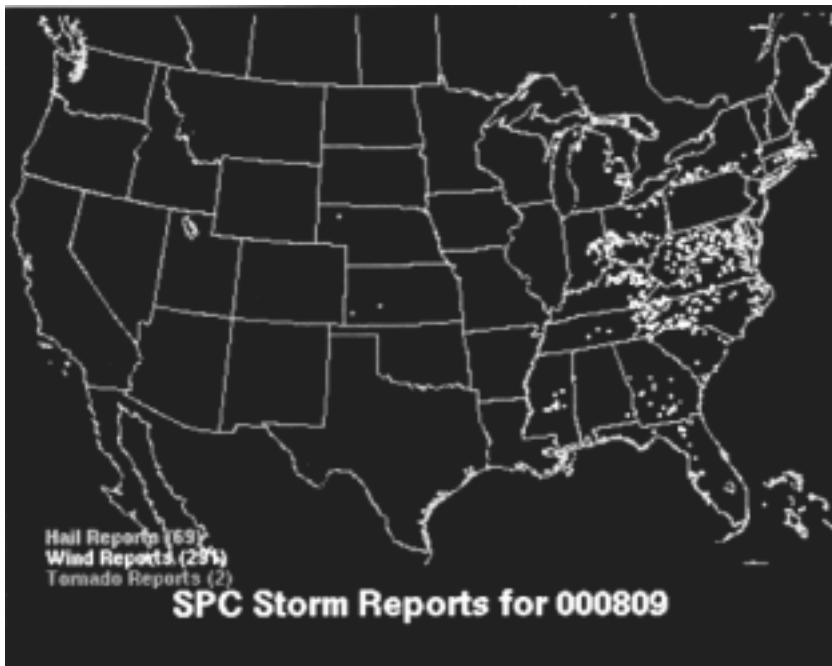 Hail Reports (69)
Wind Reports (291)
Tornado Reports (2)
SPC Storm Reports for 000809